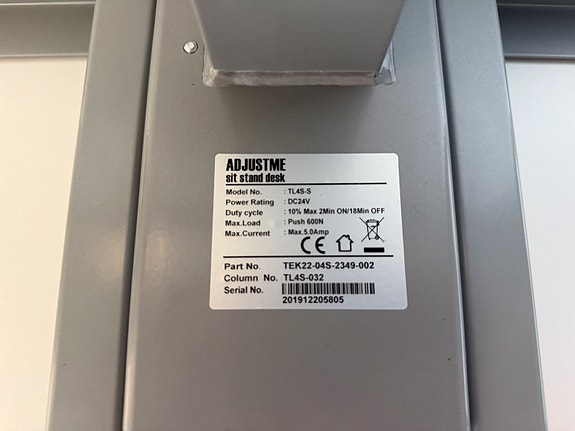 ADJUSTME
sit stand desk
Model No. : TL4S-S
Power Rating : DC24V
Duty cycle : 10% Max 2Min ON/18Min OFF
Max.Load : Push 600N
Max.Current : Max.5.0Amp
CE
Part No. TEK22-04S-2349-002
Column No. TL4S-032
Serial No.
201912205805